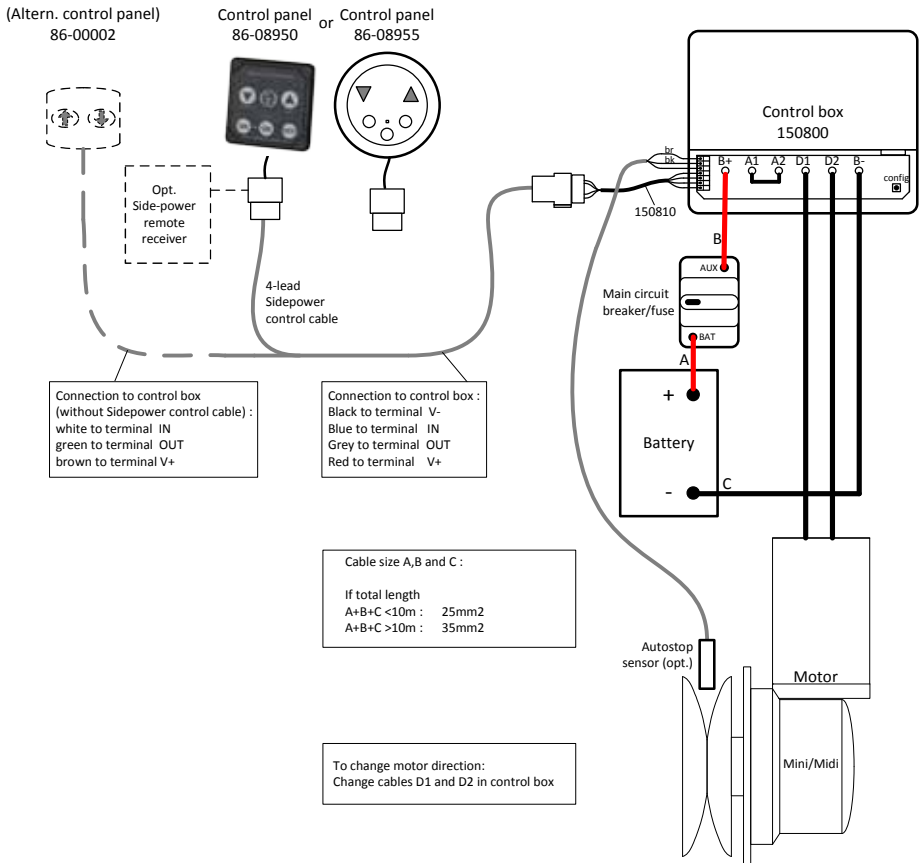 (Altern. control panel)
86-00002
Control panel
86-08950
or
Control panel
86-08955
Control box
150800
br
bk
B+ A1 A2 D1 D2 B-
config
150810
Opt.
Side-power
remote
receiver
4-lead
Sidepower
control cable
B
AUX
Main circuit
breaker/fuse
BAT
A
+
Battery
-
C
Connection to control box
(without Sidepower control cable) :
white to terminal IN
green to terminal OUT
brown to terminal V+
Connection to control box :
Black to terminal V-
Blue to terminal IN
Grey to terminal OUT
Red to terminal V+
Cable size A,B and C :
If total length
A+B+C <10m : 25mm2
A+B+C >10m : 35mm2
Autostop
sensor (opt.)
Motor
Mini/Midi
To change motor direction:
Change cables D1 and D2 in control box